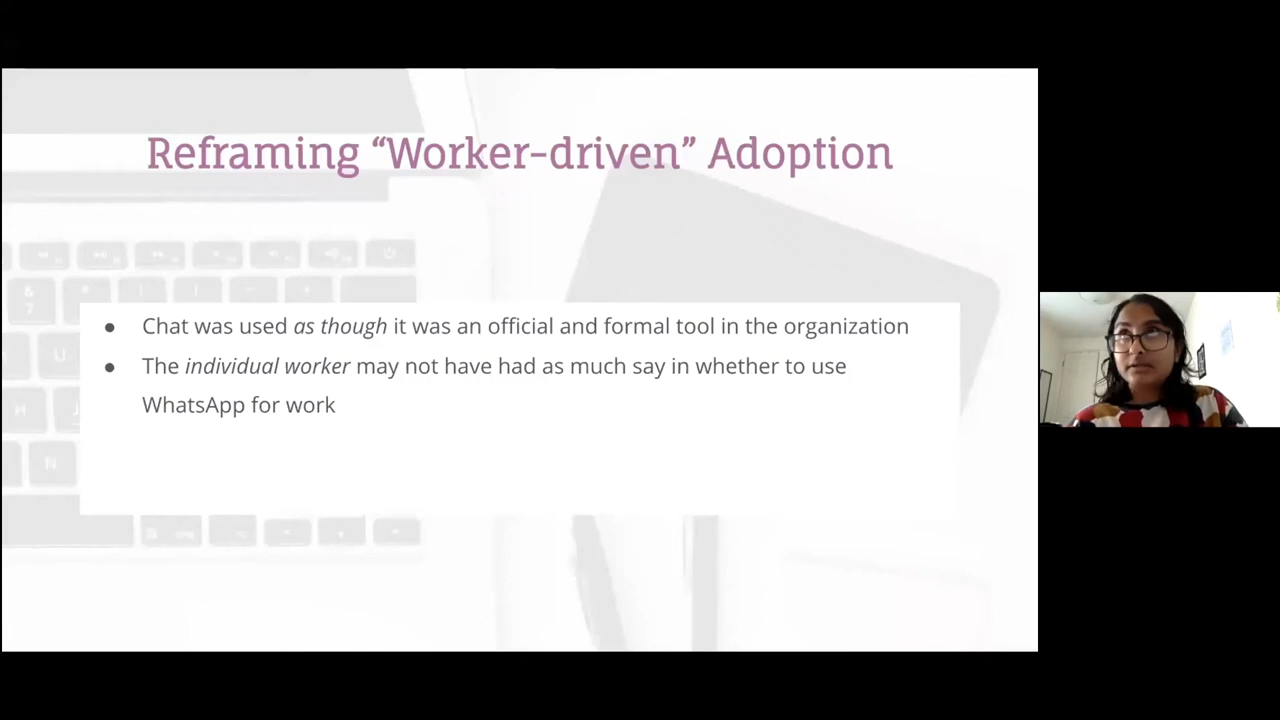 Reframing “Worker-driven” Adoption
● Chat was used as though it was an official and formal tool in the organization
● The individual worker may not have had as much say in whether to use
WhatsApp for work
&
7
U
H
J
N